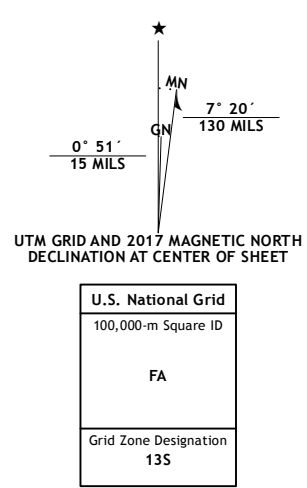 MN
7° 20´
GN
130 MILS
0° 51´
15 MILS
UTM GRID AND 2017 MAGNETIC NORTH
DECLINATION AT CENTER OF SHEET
U.S. National Grid
100,000-m Square ID
FA
Grid Zone Designation
13S